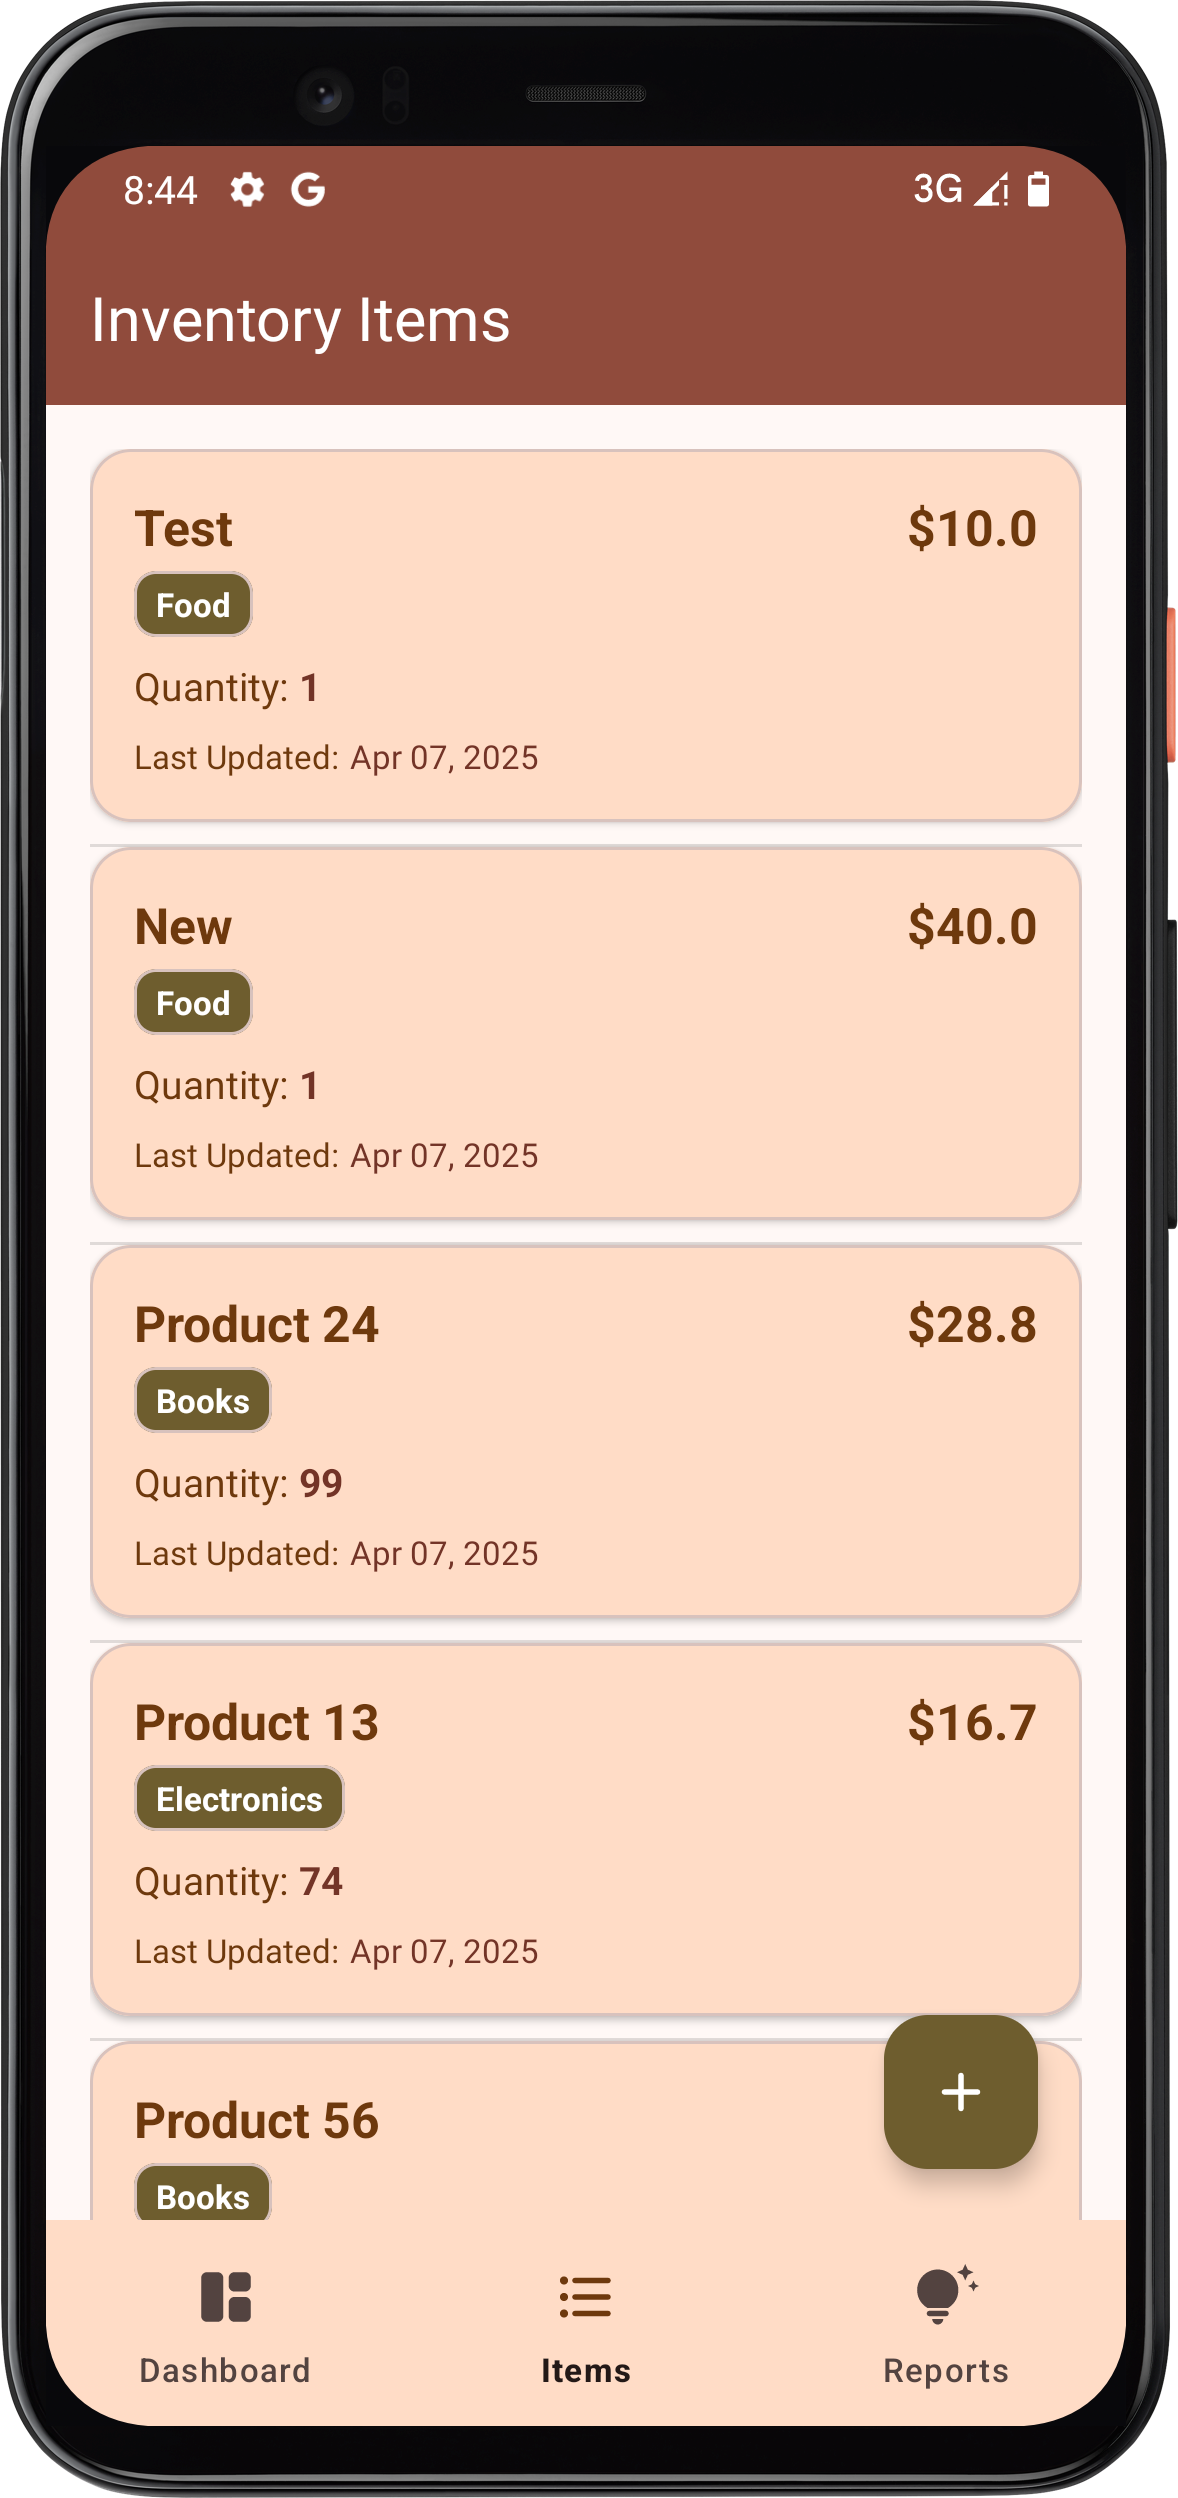 8:44 3G
Inventory Items
Test $10.0
Food
Quantity: 1
Last Updated: Apr 07, 2025
New $40.0
Food
Quantity: 1
Last Updated: Apr 07, 2025
Product 24 $28.8
Books
Quantity: 99
Last Updated: Apr 07, 2025
Product 13 $16.7
Electronics
Quantity: 74
Last Updated: Apr 07, 2025
Product 56
Books
Dashboard Items Reports